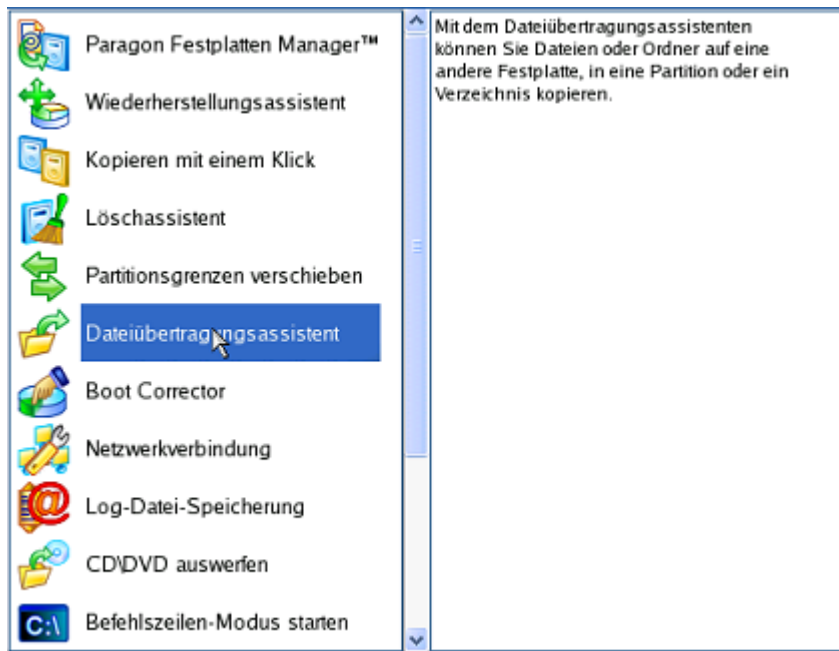 Paragon Festplatten Manager™
Wiederherstellungsassistent
Kopieren mit einem Klick
Löschassistent
Partitionsgrenzen verschieben
Dateiübertragungsassistent
Boot Corrector
Netzwerkverbindung
Log-Datei-Speicherung
CD\DVD auswerfen
C:\
Befehlszeilen-Modus starten
Mit dem Dateiübertragungsassistenten
können Sie Dateien oder Ordner auf eine
andere Festplatte, in eine Partition oder ein
Verzeichnis kopieren.